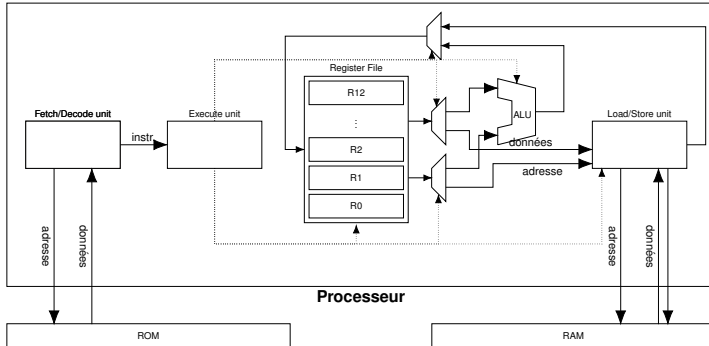 Register File
Fetch/Decode unit
Execute unit
R12
ALU
Load/Store unit
instr.
⋮
R2
données
R1
adresse
R0
adresse
données
adresse
données
Processeur
ROM
RAM